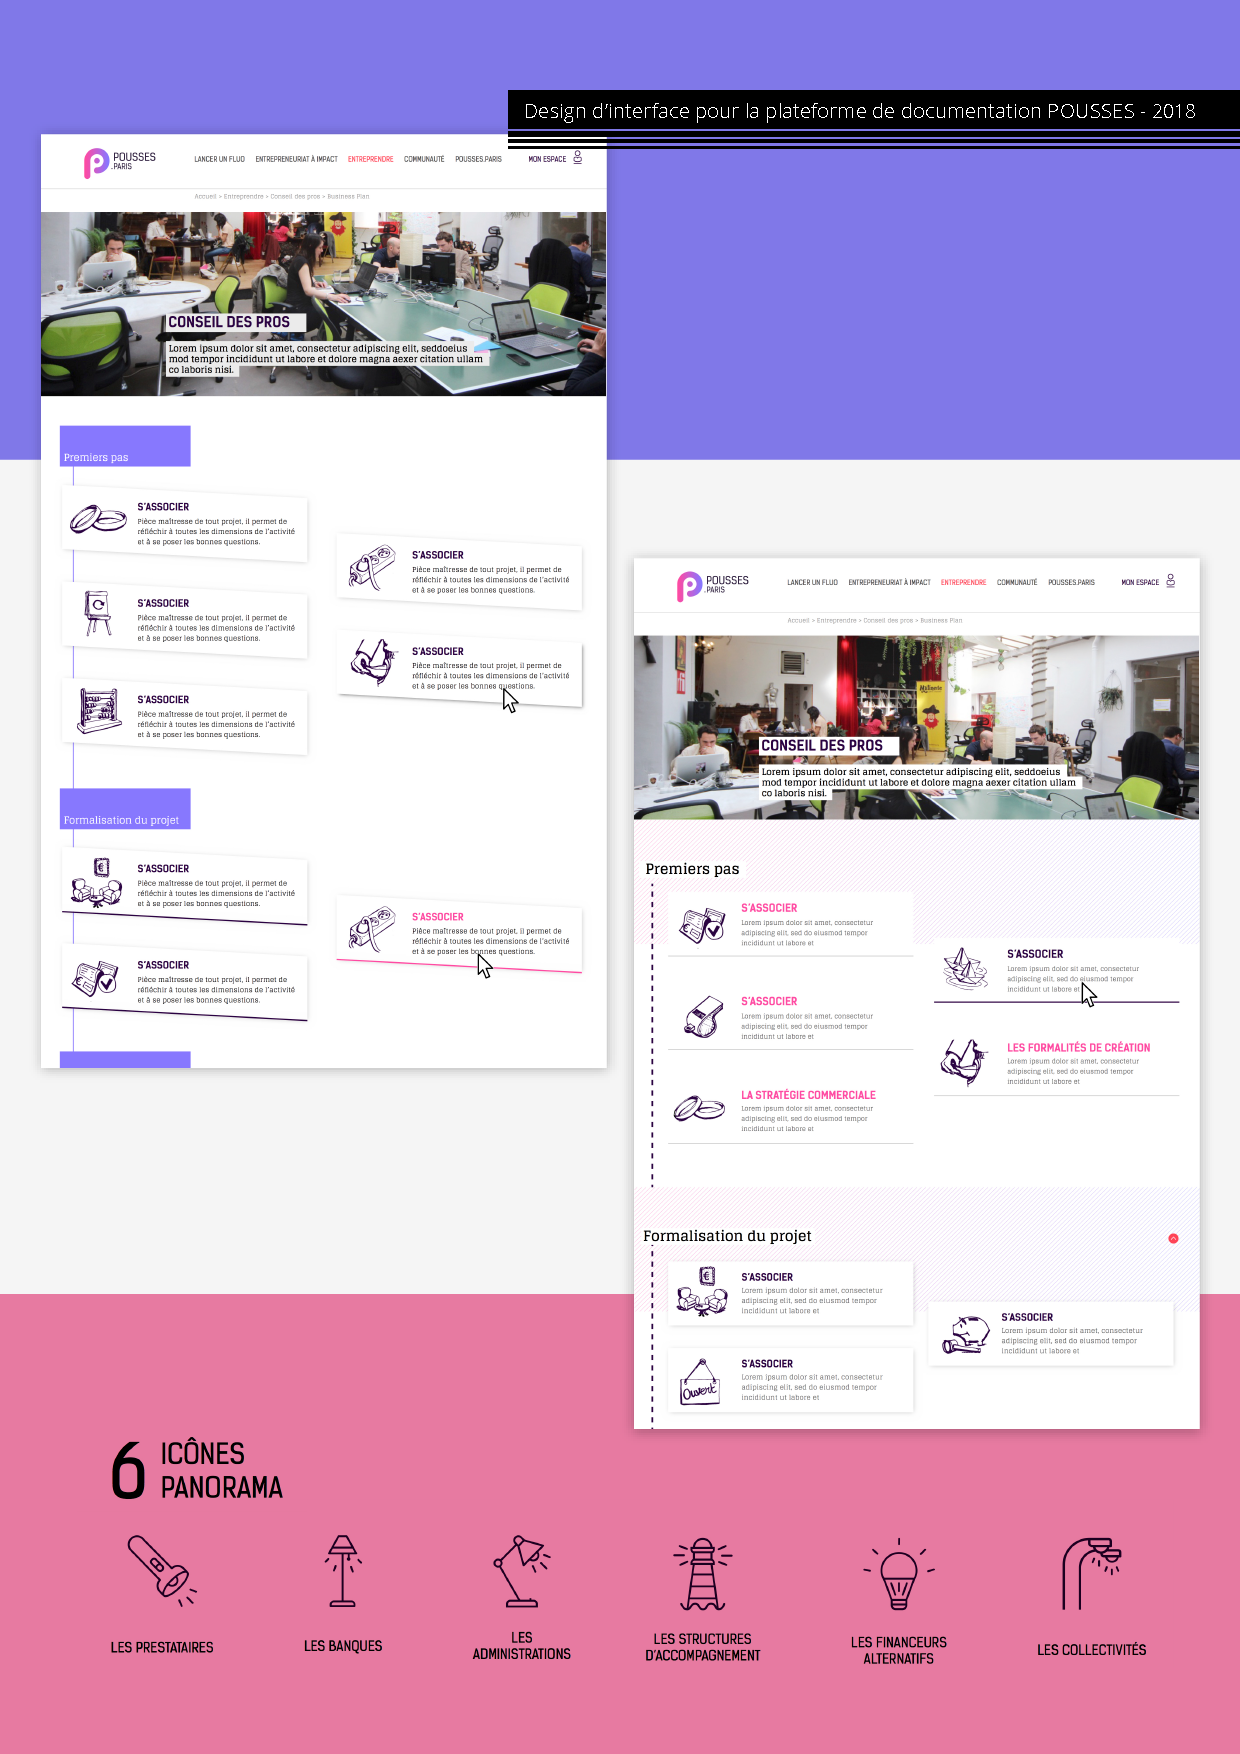 Design d’interface pour la plateforme de documentation POUSSES - 2018
POUSSES
.PARIS
LANCER UN FLUO ENTREPRENEURIAT À IMPACT ENTREPRENDRE COMMUNAUTÉ POUSSES.PARIS MON ESPACE
Accueil > Entreprendre > Conseil des pros > Business Plan
CONSEIL DES PROS
Lorem ipsum dolor sit amet, consectetur adipiscing elit, seddoeius
mod tempor incididunt ut labore et dolore magna aexer citation ullam
co laboris nisi.
Premiers pas
S’ASSOCIER
Pièce maîtresse de tout projet, il permet de
réfléchir à toutes les dimensions de l’activité
et à se poser les bonnes questions.
S’ASSOCIER
Pièce maîtresse de tout projet, il permet de
réfléchir à toutes les dimensions de l’activité
et à se poser les bonnes questions.
S’ASSOCIER
Pièce maîtresse de tout projet, il permet de
réfléchir à toutes les dimensions de l’activité
et à se poser les bonnes questions.
S’ASSOCIER
Pièce maîtresse de tout projet, il permet de
réfléchir à toutes les dimensions de l’activité
et à se poser les bonnes questions.
S’ASSOCIER
Pièce maîtresse de tout projet, il permet de
réfléchir à toutes les dimensions de l’activité
et à se poser les bonnes questions.
Formalisation du projet
S’ASSOCIER
Pièce maîtresse de tout projet, il permet de
réfléchir à toutes les dimensions de l’activité
et à se poser les bonnes questions.
S’ASSOCIER
Pièce maîtresse de tout projet, il permet de
réfléchir à toutes les dimensions de l’activité
et à se poser les bonnes questions.
S’ASSOCIER
Pièce maîtresse de tout projet, il permet de
réfléchir à toutes les dimensions de l’activité
et à se poser les bonnes questions.
POUSSES
.PARIS
LANCER UN FLUO ENTREPRENEURIAT À IMPACT ENTREPRENDRE COMMUNAUTÉ POUSSES.PARIS MON ESPACE
Accueil > Entreprendre > Conseil des pros > Business Plan
CONSEIL DES PROS
Lorem ipsum dolor sit amet, consectetur adipiscing elit, seddoeius
mod tempor incididunt ut labore et dolore magna aexer citation ullam
co laboris nisi.
Premiers pas
S’ASSOCIER
Lorem ipsum dolor sit amet, consectetur
adipiscing elit, sed do eiusmod tempor
incididunt ut labore et
S’ASSOCIER
Lorem ipsum dolor sit amet, consectetur
adipiscing elit, sed do eiusmod tempor
incididunt ut labore et
S’ASSOCIER
Lorem ipsum dolor sit amet, consectetur
adipiscing elit, sed do eiusmod tempor
incididunt ut labore et
LES FORMALITÉS DE CRÉATION
Lorem ipsum dolor sit amet, consectetur
adipiscing elit, sed do eiusmod tempor
incididunt ut labore et
LA STRATÉGIE COMMERCIALE
Lorem ipsum dolor sit amet, consectetur
adipiscing elit, sed do eiusmod tempor
incididunt ut labore et
Formalisation du projet
S’ASSOCIER
Lorem ipsum dolor sit amet, consectetur
adipiscing elit, sed do eiusmod tempor
incididunt ut labore et
S’ASSOCIER
Lorem ipsum dolor sit amet, consectetur
adipiscing elit, sed do eiusmod tempor
incididunt ut labore et
Ouvert
S’ASSOCIER
Lorem ipsum dolor sit amet, consectetur
adipiscing elit, sed do eiusmod tempor
incididunt ut labore et
6 ICÔNES
PANORAMA
LES PRESTATAIRES
LES BANQUES
LES
ADMINISTRATIONS
LES STRUCTURES
D’ACCOMPAGNEMENT
LES FINANCEURS
ALTERNATIFS
LES COLLECTIVITÉS